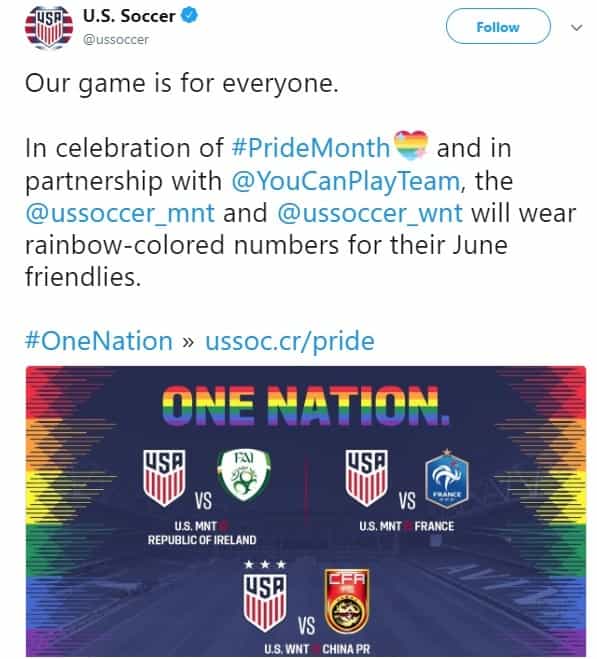 U.S. Soccer
@ussoccer
Follow
Our game is for everyone.
In celebration of #PrideMonth and in
partnership with @YouCanPlayTeam, the
@ussoccer_mnt and @ussoccer_wnt will wear
rainbow-colored numbers for their June
friendlies.
#OneNation » ussoc.cr/pride
ONE NATION.
USA VS FAI
U.S. MNT
REPUBLIC OF IRELAND
USA VS FRANCE
U.S. MNT FRANCE
USA VS CFA
U.S. WNT CHINA PR
AVIVA